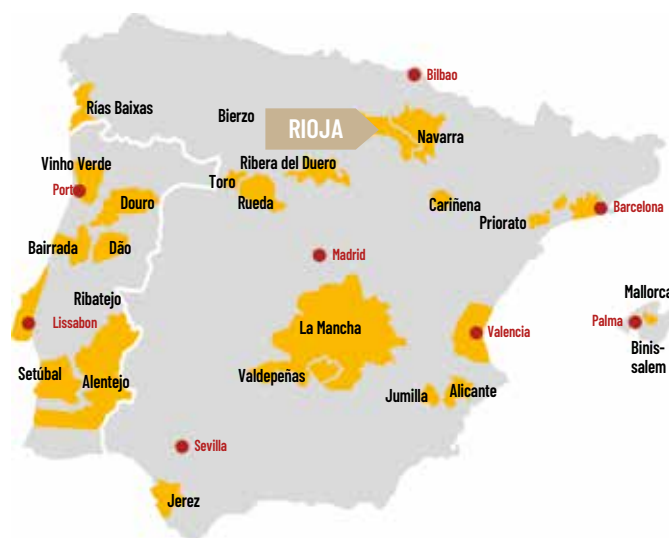 Bilbao
Rías Baixas
Bierzo
RIOJA
Navarra
Vinho Verde
Ribera del Duero
Toro
Port
Rueda
Douro
Cariñena
Priorato
Barcelona
Bairrada
Dão
Madrid
Ribatejo
Mallorca
Lissabon
La Mancha
Valencia
Palma
Binis-
salem
Setúbal
Alentejo
Valdepeñas
Jumilla
Alicante
Sevilla
Jerez